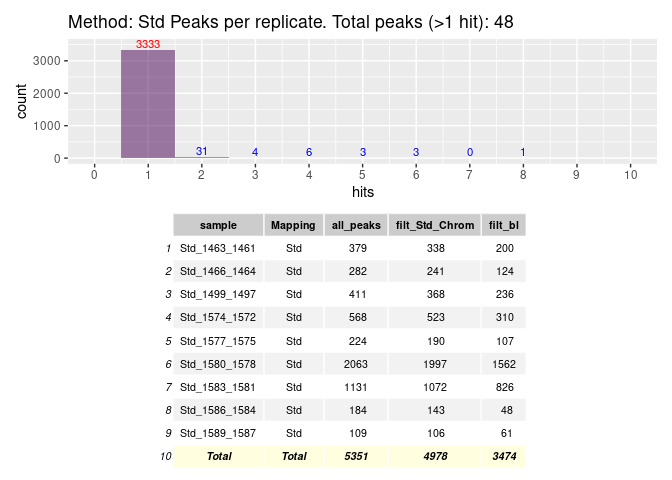 Method: Std Peaks per replicate. Total peaks (>1 hit): 48
3333
3000
2000
1000
0
31
4
6
3
3
0
1
count
0 1 2 3 4 5 6 7 8 9 10
hits
sample Mapping all_peaks filt_Std_Chrom filt_bl
1 Std_1463_1461 Std 379 338 200
2 Std_1466_1464 Std 282 241 124
3 Std_1499_1497 Std 411 368 236
4 Std_1574_1572 Std 568 523 310
5 Std_1577_1575 Std 224 190 107
6 Std_1580_1578 Std 2063 1997 1562
7 Std_1583_1581 Std 1131 1072 826
8 Std_1586_1584 Std 184 143 48
9 Std_1589_1587 Std 109 106 61
10 Total Total 5351 4978 3474